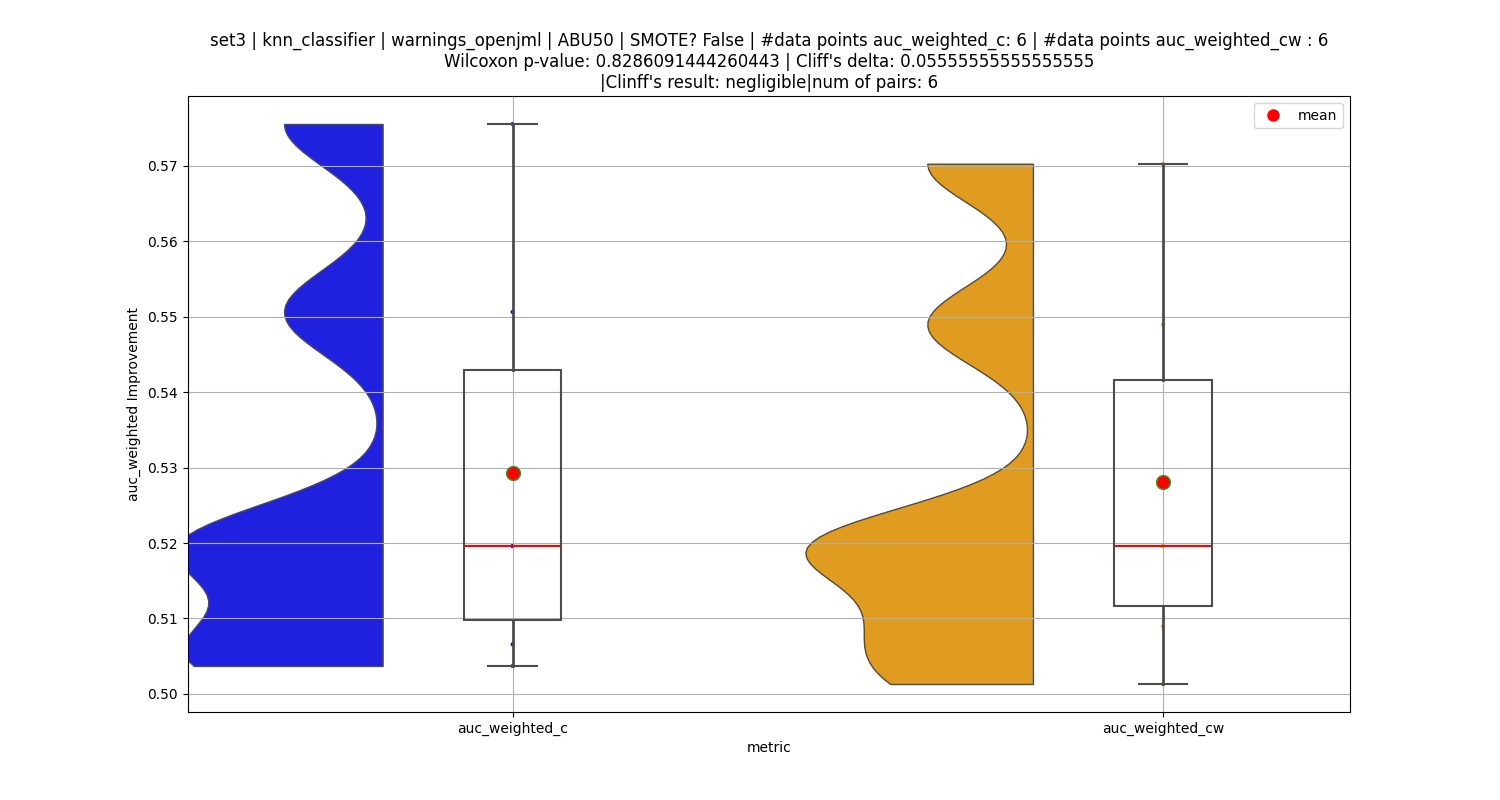 set3 | knn_classifier | warnings_openjml | ABU50 | SMOTE? False | #data points auc_weighted_c: 6 | #data points auc_weighted_cw : 6
Wilcoxon p-value: 0.8286091444260443 | Cliff's delta: 0.05555555555555555
|Clinff's result: negligible|num of pairs: 6
mean
0.57
0.56
0.55
0.54
0.53
0.52
0.51
0.50
auc_weighted Improvement
auc_weighted_c
auc_weighted_cw
metric